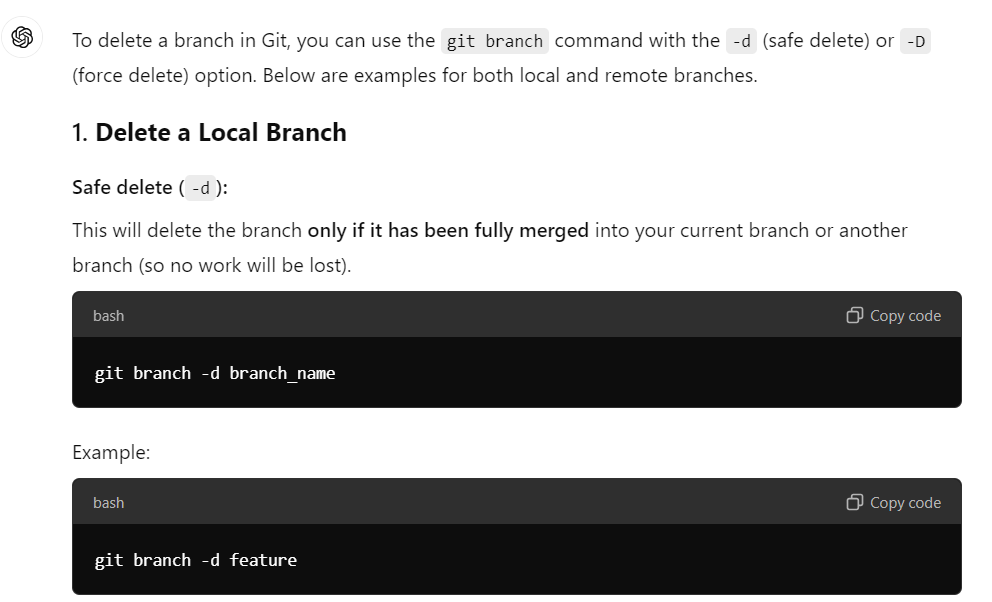 To delete a branch in Git, you can use the git branch command with the -d (safe delete) or -D
(force delete) option. Below are examples for both local and remote branches.
1. Delete a Local Branch
Safe delete ( -d ):
This will delete the branch only if it has been fully merged into your current branch or another
branch (so no work will be lost).
bash Copy code
git branch -d branch_name
Example:
bash Copy code
git branch -d feature